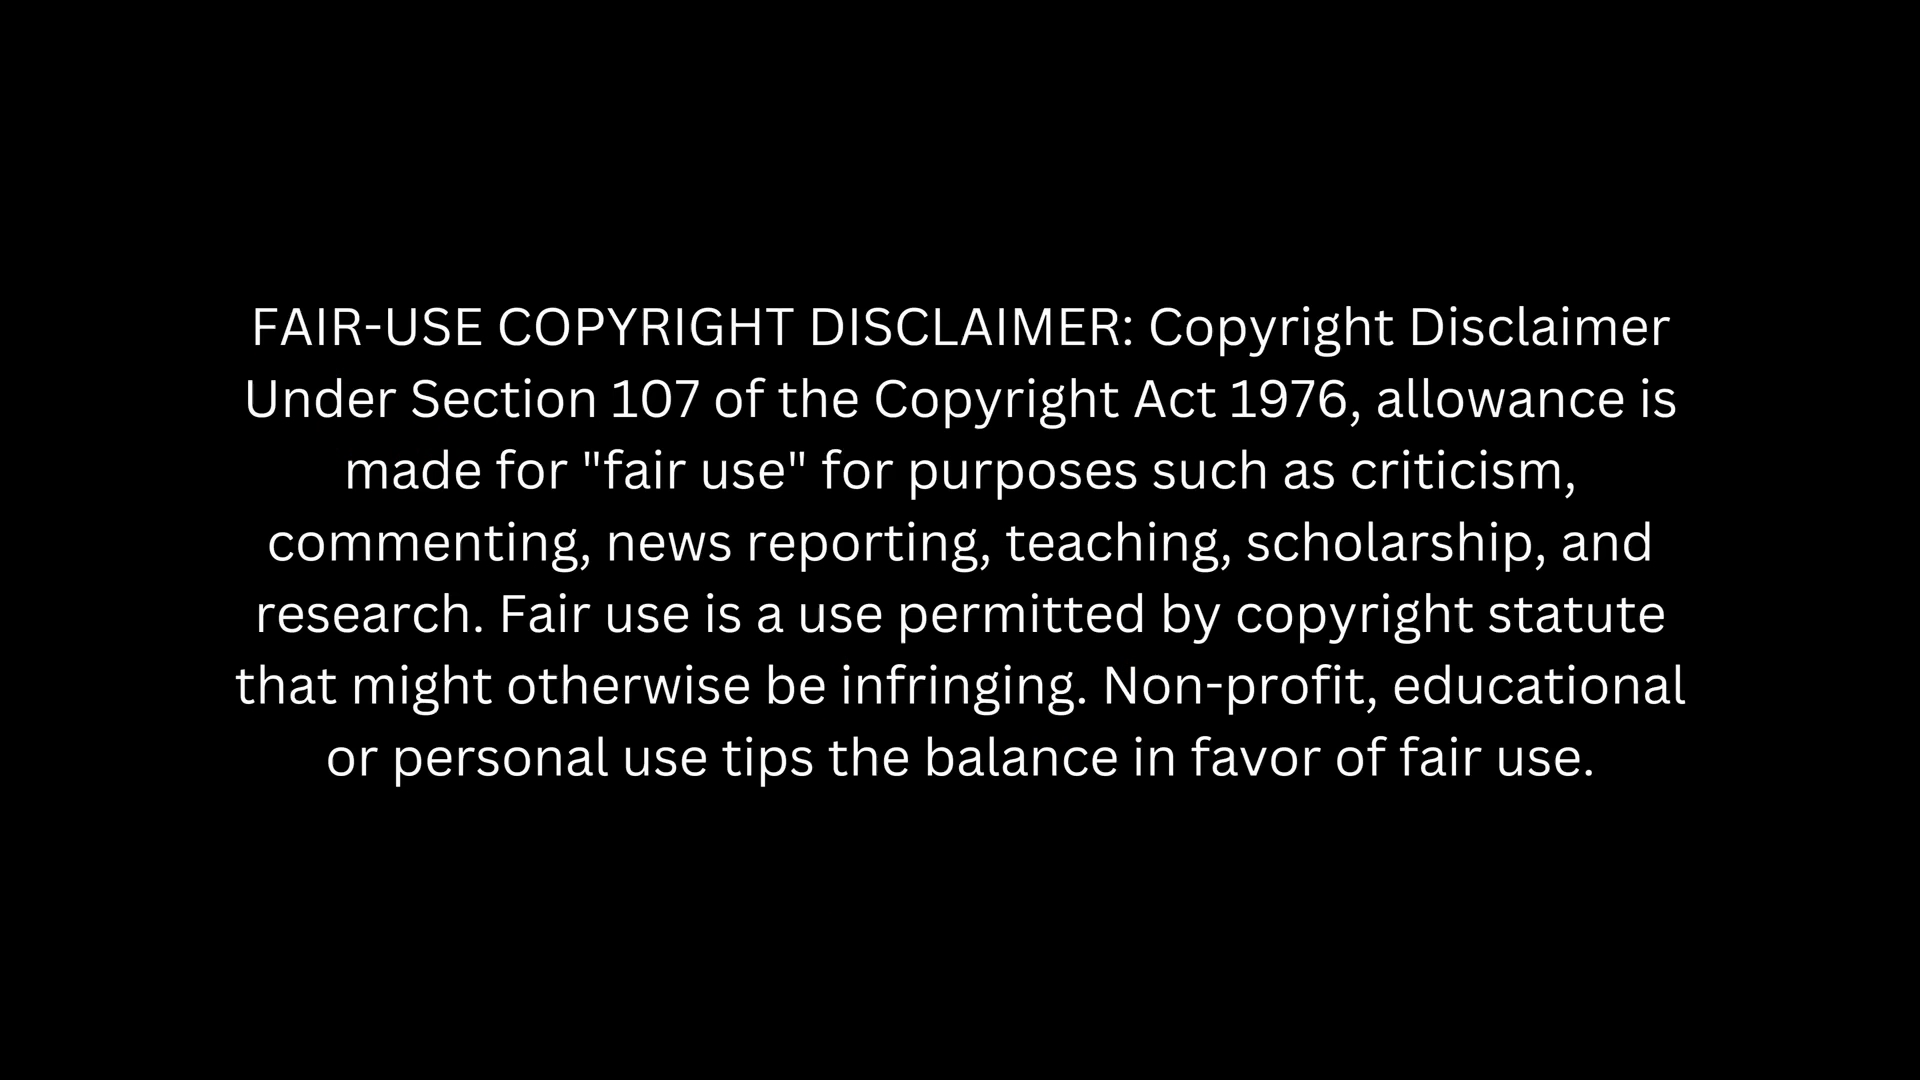 FAIR-USE COPYRIGHT DISCLAIMER: Copyright Disclaimer
Under Section 107 of the Copyright Act 1976, allowance is
made for "fair use" for purposes such as criticism,
commenting, news reporting, teaching, scholarship, and
research. Fair use is a use permitted by copyright statute
that might otherwise be infringing. Non-profit, educational
or personal use tips the balance in favor of fair use.